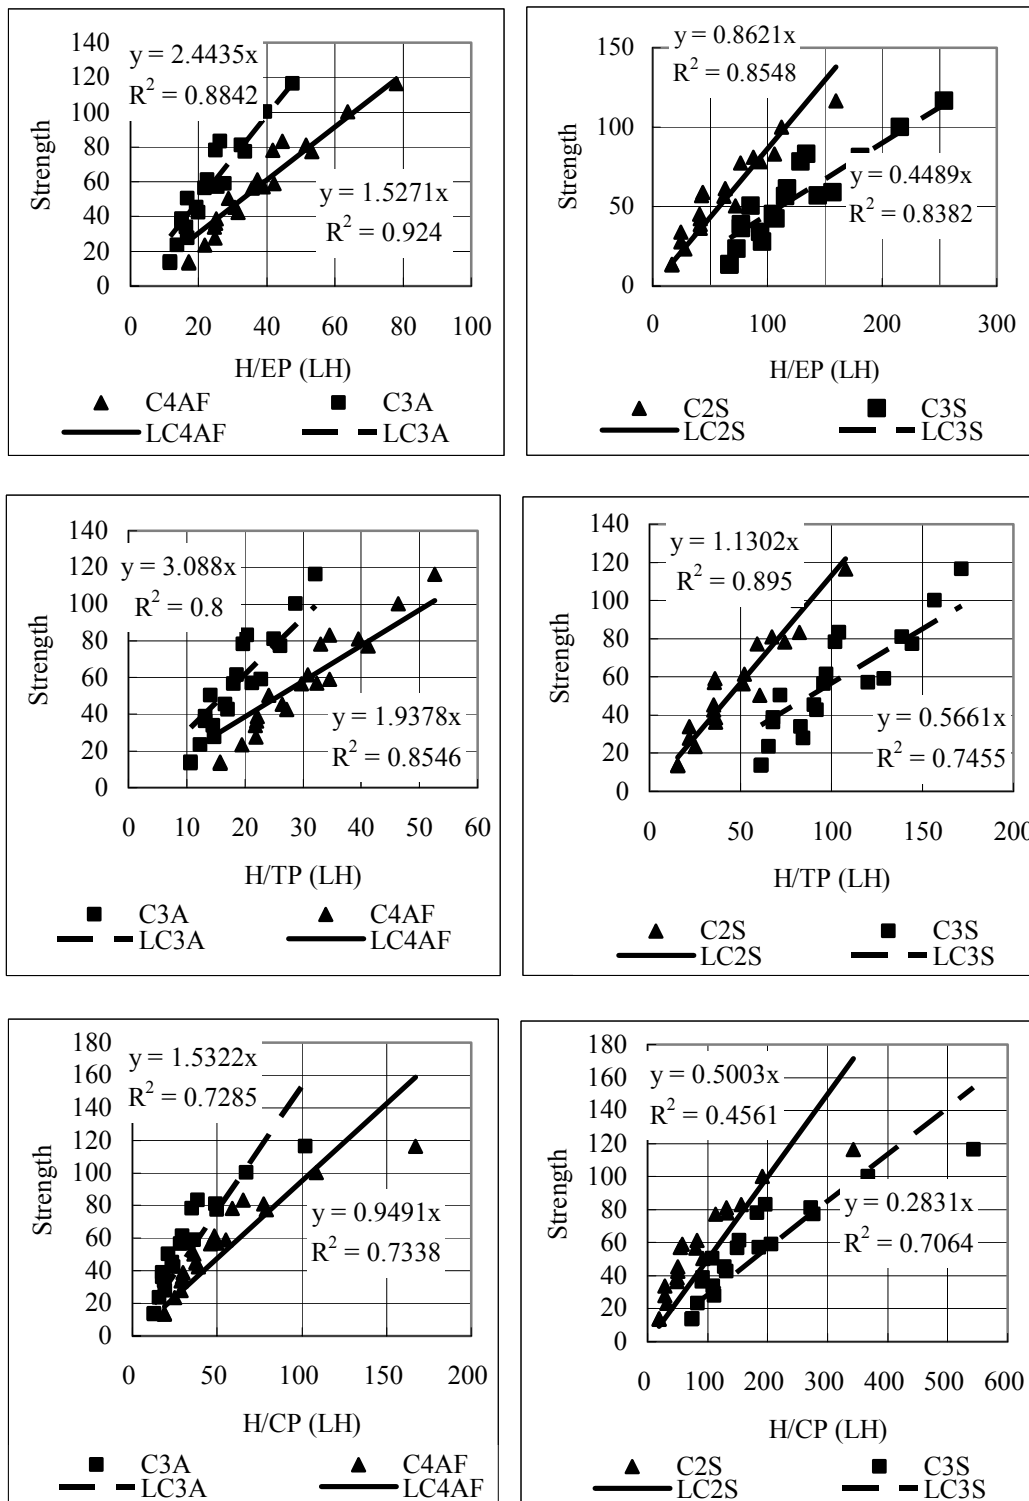 140
120
100
80
60
40
20
0
Strength
y = 2.4435x
R² = 0.8842
y = 1.5271x
R² = 0.924
0 20 40 60 80 100
H/EP (LH)
C4AF C3A
LC4AF LC3A
150
100
50
0
Strength
y = 0.8621x
R² = 0.8548
y = 0.4489x
R² = 0.8382
0 100 200 300
H/EP (LH)
C2S C3S
LC2S LC3S
140
120
100
80
60
40
20
0
Strength
y = 3.088x
R² = 0.8
y = 1.9378x
R² = 0.8546
0 10 20 30 40 50 60
H/TP (LH)
C3A C4AF
LC3A LC4AF
140
120
100
80
60
40
20
0
Strength
y = 1.1302x
R² = 0.895
y = 0.5661x
R² = 0.7455
0 50 100 150 200
H/TP (LH)
C2S C3S
LC2S LC3S
180
160
140
120
100
80
60
40
20
0
Strength
y = 1.5322x
R² = 0.7285
y = 0.9491x
R² = 0.7338
0 50 100 150 200
H/CP (LH)
C3A C4AF
LC3A LC4AF
180
160
140
120
100
80
60
40
20
0
Strength
y = 0.5003x
R² = 0.4561
y = 0.2831x
R² = 0.7064
0 100 200 300 400 500 600
H/CP (LH)
C2S C3S
LC2S LC3S